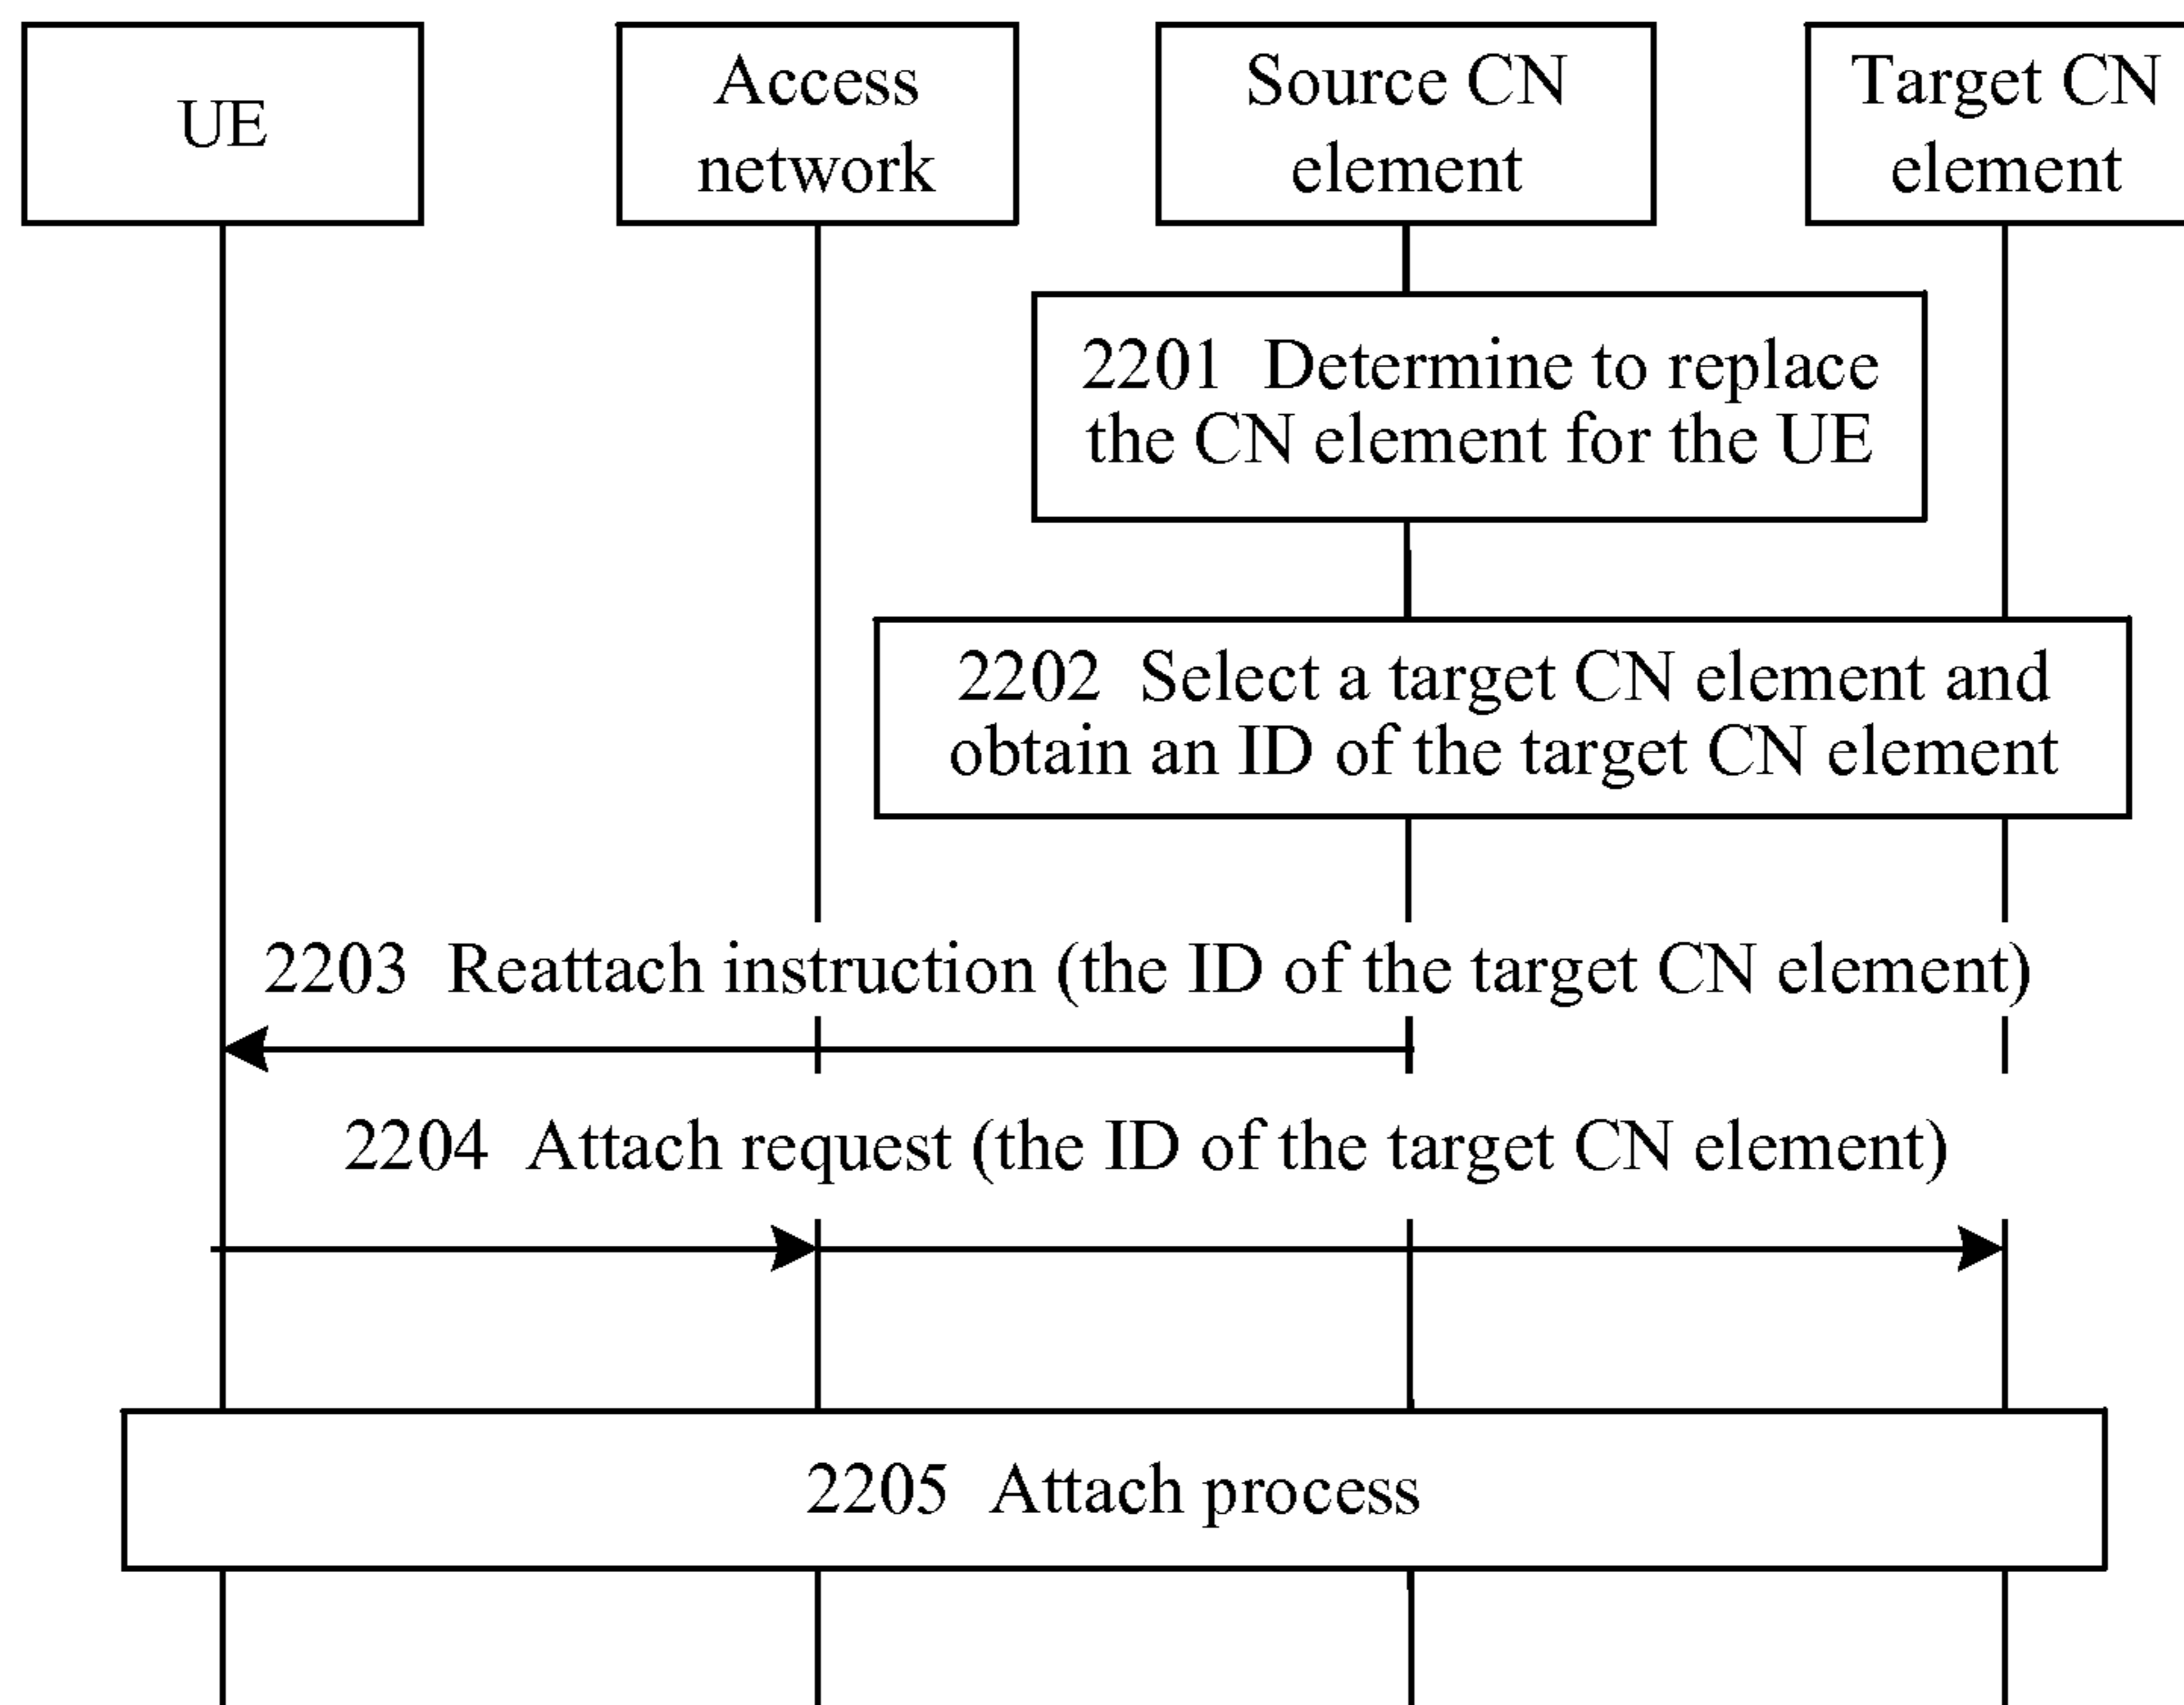 UE
Access
network
Source CN
element
Target CN
element
2201 Determine to replace
the CN element for the UE
2202 Select a target CN element and
obtain an ID of the target CN element
2203 Reattach instruction (the ID of the target CN element)
2204 Attach request (the ID of the target CN element)
2205 Attach process